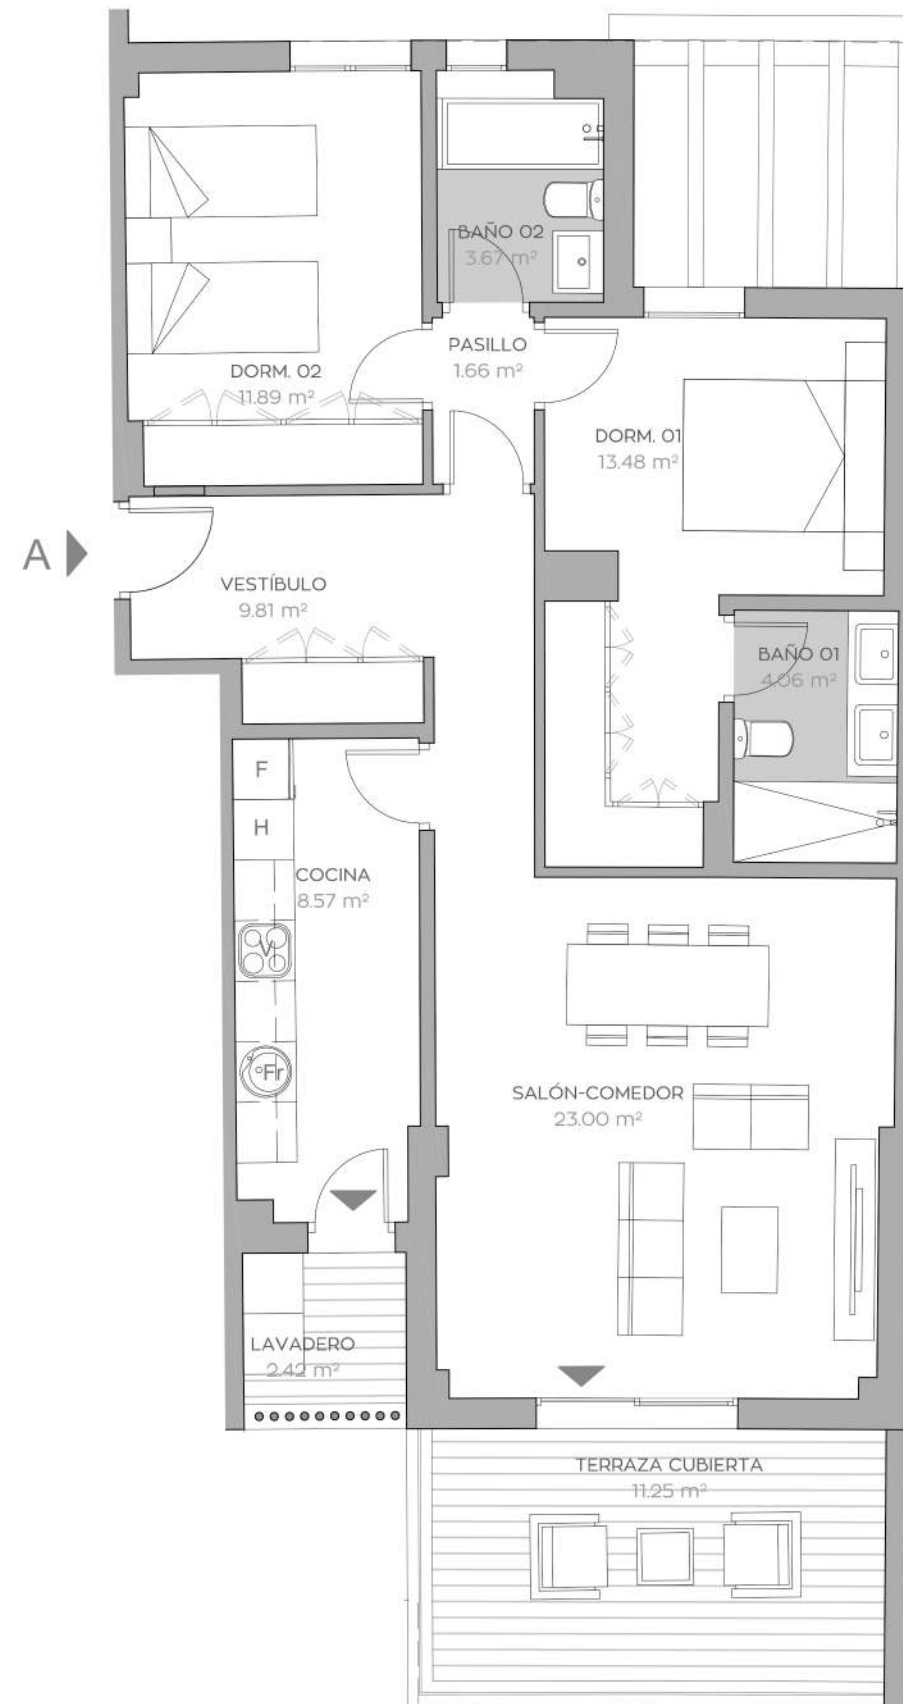 BAÑO 02
3.67 m²
PASILLO
1.66 m²
DORM. 02
11.89 m²
DORM. 01
13.48 m²
A
VESTÍBULO
9.81 m²
BAÑO 01
4.06 m²
F
H
COCINA
8.57 m²
V
Fr
SALÓN-COMEDOR
23.00 m²
LAVADERO
2.42 m²
TERRAZA CUBIERTA
11.25 m²